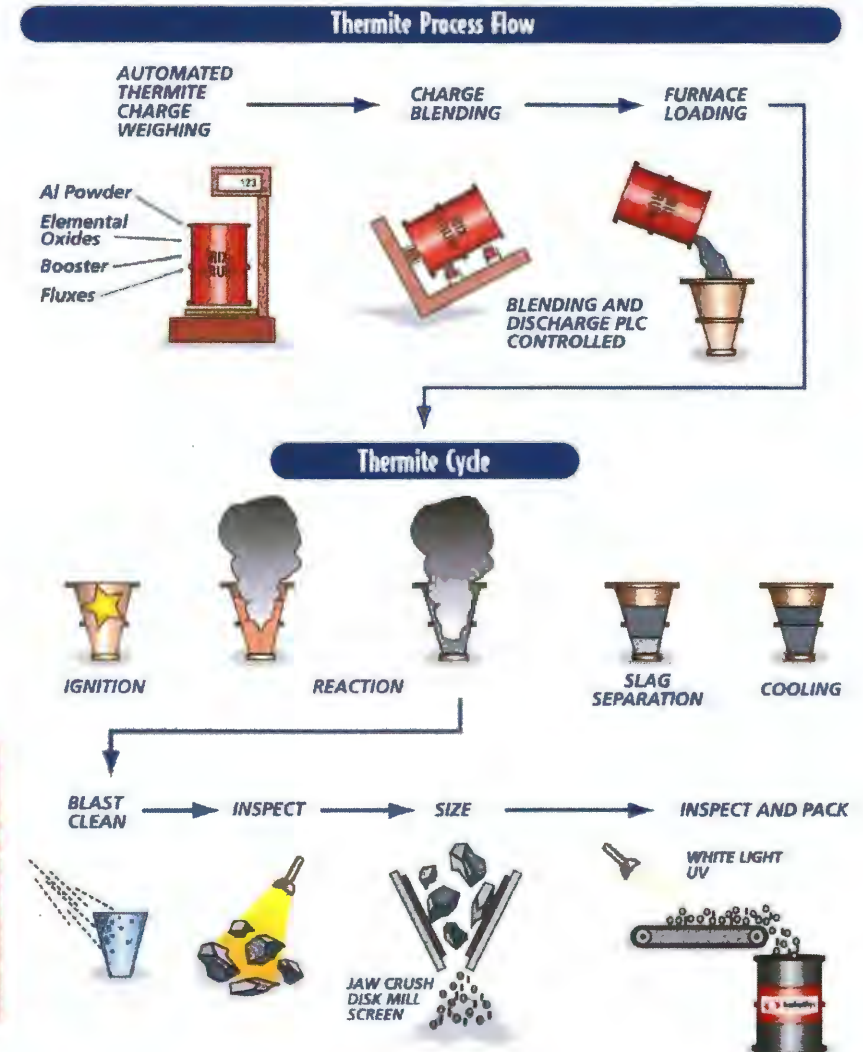 Thermite Process Flow
AUTOMATED
THERMITE
CHARGE
WEIGHING
CHARGE
BLENDING
FURNACE
LOADING
123
Al Powder
Elemental
Oxides
Booster
Fluxes
BLENDING AND
DISCHARGE PLC
CONTROLLED
Thermite Cycle
IGNITION
REACTION
SLAG
SEPARATION
COOLING
BLAST
CLEAN
INSPECT
SIZE
INSPECT AND PACK
WHITE LIGHT
UV
JAW CRUSH
DISK MILL
SCREEN